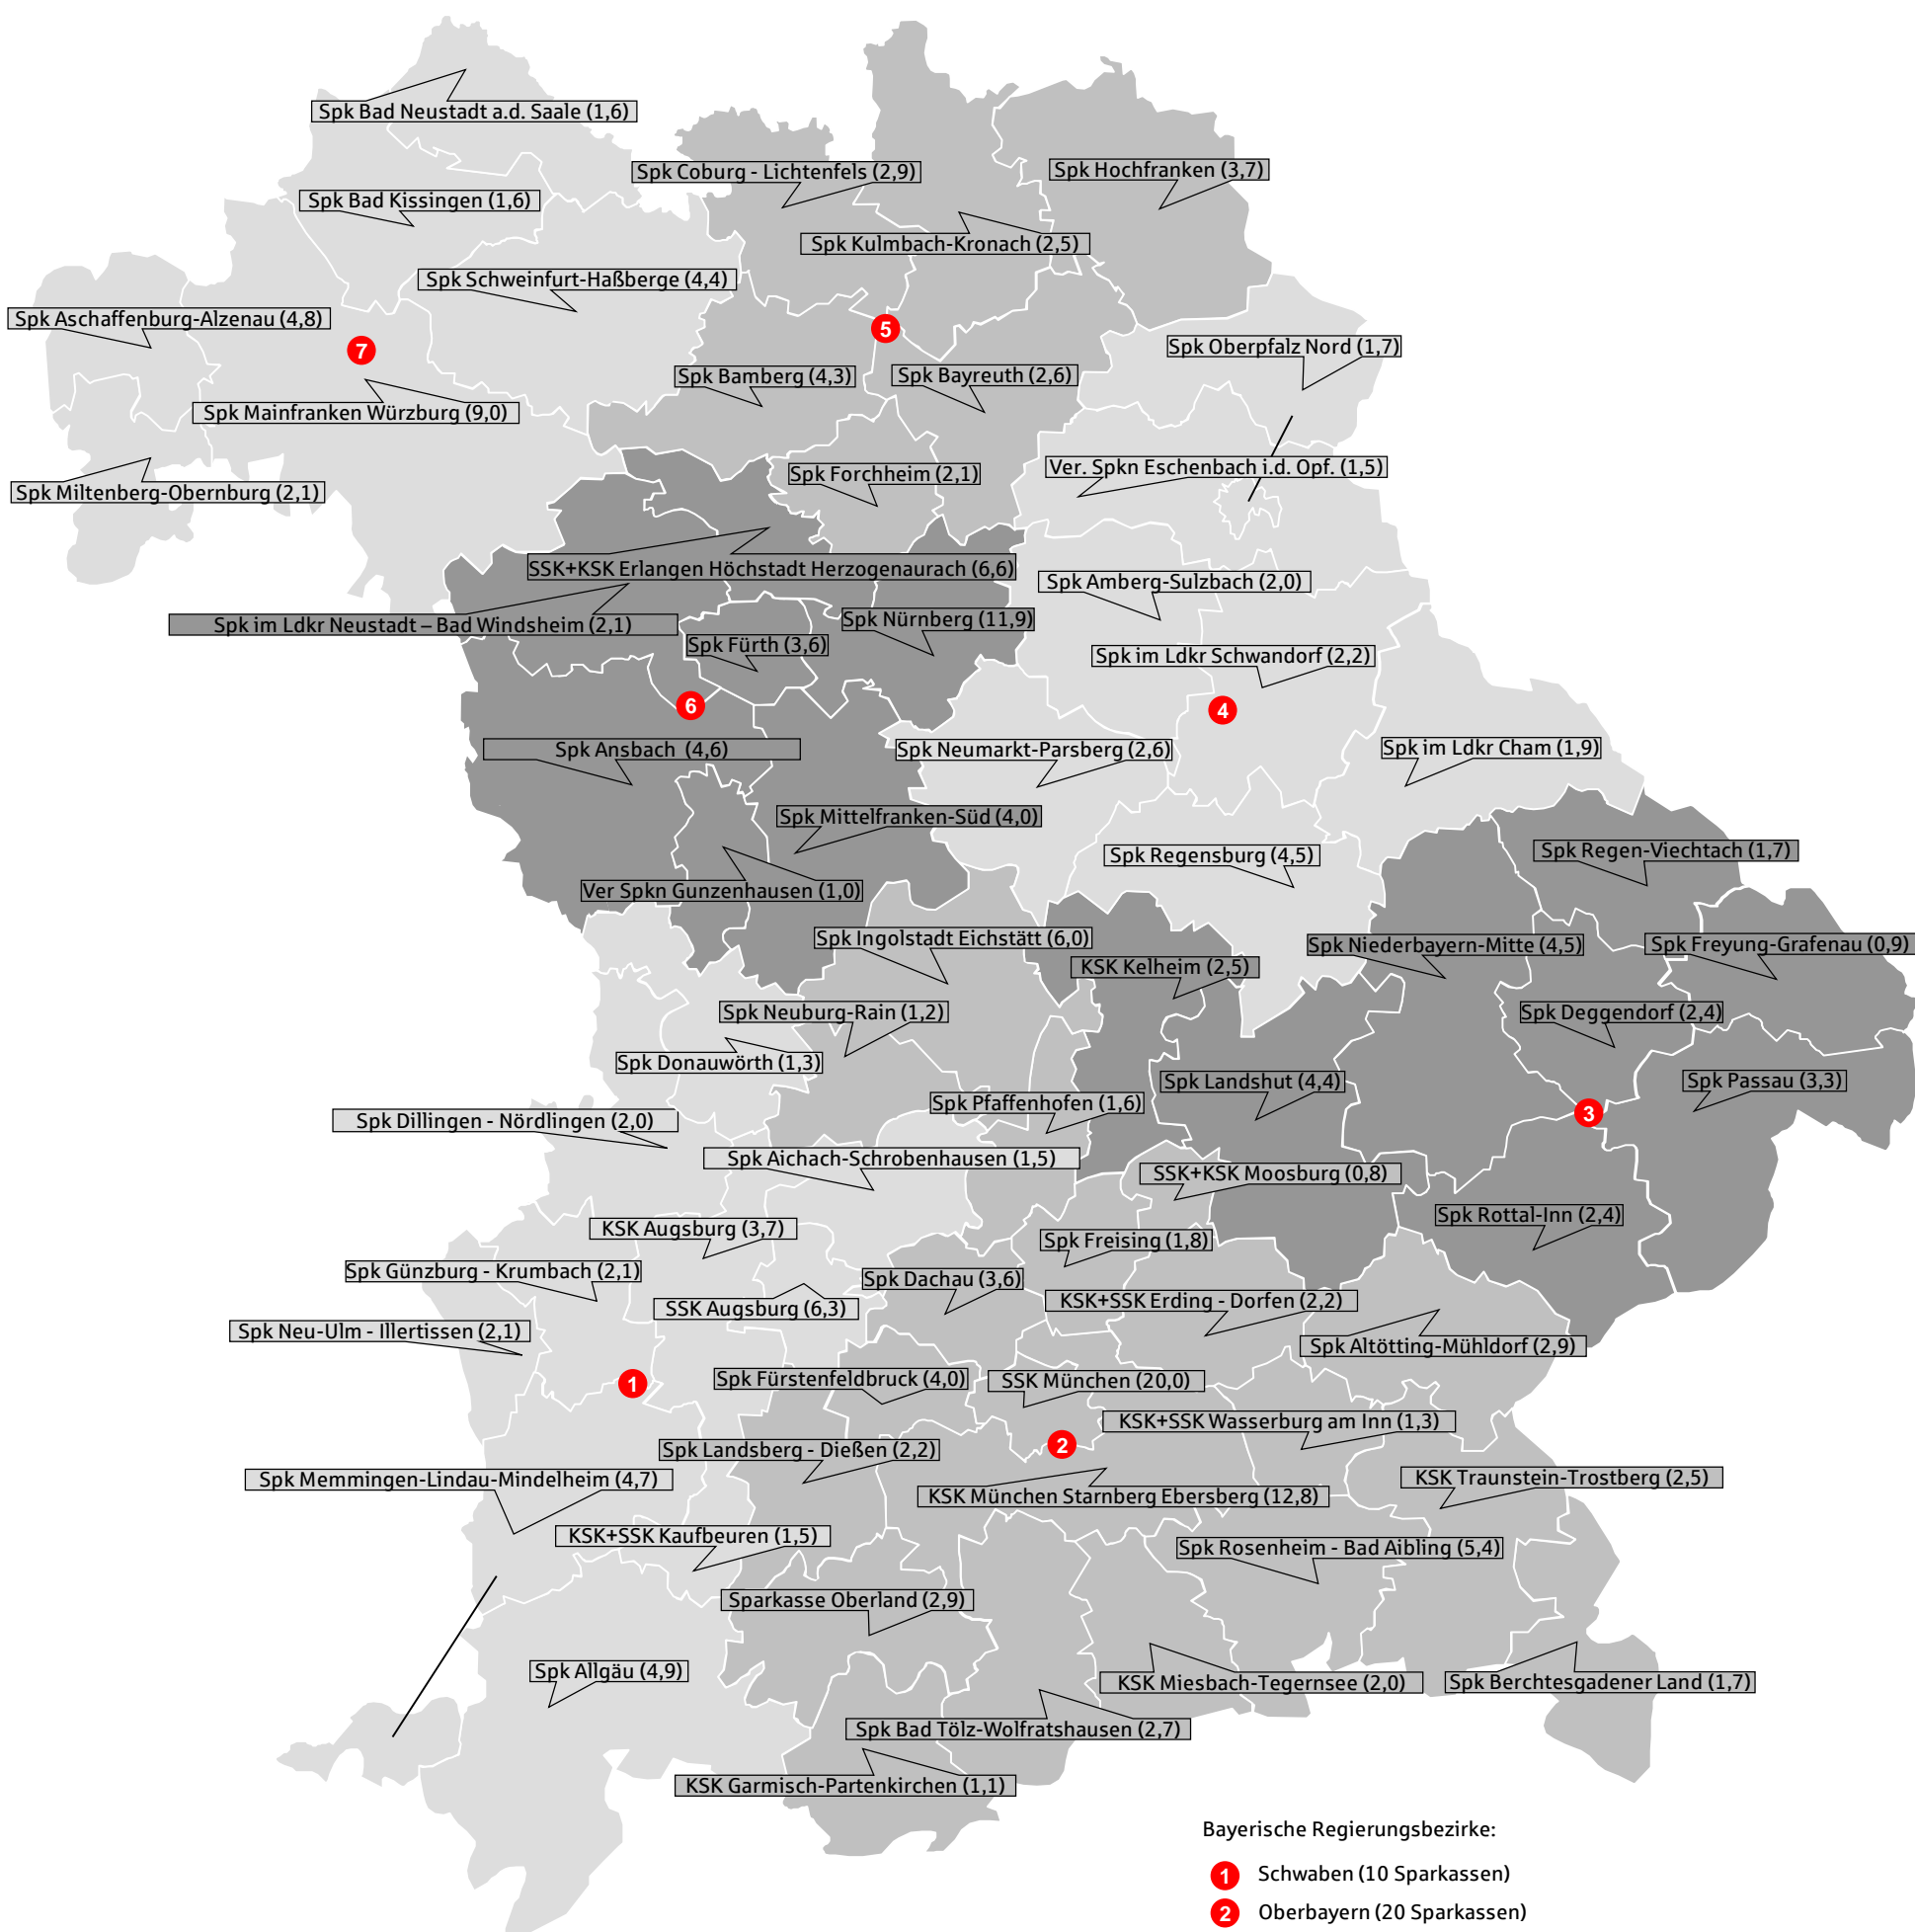 Spk Bad Neustadt a.d. Saale (1,6)
Spk Coburg - Lichtenfels (2,9)
Spk Hochfranken (3,7)
Spk Bad Kissingen (1,6)
Spk Kulmbach-Kronach (2,5)
Spk Schweinfurt-Haßberge (4,4)
Spk Aschaffenburg-Alzenau (4,8)
5
7
Spk Oberpfalz Nord (1,7)
Spk Bamberg (4,3)
Spk Bayreuth (2,6)
Spk Mainfranken Würzburg (9,0)
Ver. Spkn Eschenbach i.d. Opf. (1,5)
Spk Forchheim (2,1)
Spk Miltenberg-Obernburg (2,1)
SSK+KSK Erlangen Höchstadt Herzogenaurach (6,6)
Spk Amberg-Sulzbach (2,0)
Spk im Ldkr Neustadt – Bad Windsheim (2,1)
Spk Nürnberg (11,9)
Spk Fürth (3,6)
Spk im Ldkr Schwandorf (2,2)
6
4
Spk Ansbach (4,6)
Spk Neumarkt-Parsberg (2,6)
Spk im Ldkr Cham (1,9)
Spk Mittelfranken-Süd (4,0)
Spk Regensburg (4,5)
Spk Regen-Viechtach (1,7)
Ver Spkn Gunzenhausen (1,0)
Spk Ingolstadt Eichstätt (6,0)
Spk Niederbayern-Mitte (4,5)
Spk Freyung-Grafenau (0,9)
KSK Kelheim (2,5)
Spk Neuburg-Rain (1,2)
Spk Deggendorf (2,4)
Spk Donauwörth (1,3)
Spk Landshut (4,4)
Spk Passau (3,3)
Spk Pfaffenhofen (1,6)
3
Spk Dillingen - Nördlingen (2,0)
Spk Aichach-Schrobenhausen (1,5)
SSK+KSK Moosburg (0,8)
Spk Rottal-Inn (2,4)
KSK Augsburg (3,7)
Spk Freising (1,8)
Spk Günzburg - Krumbach (2,1)
Spk Dachau (3,6)
SSK Augsburg (6,3)
KSK+SSK Erding - Dorfen (2,2)
Spk Neu-Ulm - Illertissen (2,1)
Spk Altötting-Mühldorf (2,9)
1
Spk Fürstenfeldbruck (4,0)
SSK München (20,0)
KSK+SSK Wasserburg am Inn (1,3)
2
Spk Landsberg - Dießen (2,2)
Spk Memmingen-Lindau-Mindelheim (4,7)
KSK Traunstein-Trostberg (2,5)
KSK München Starnberg Ebersberg (12,8)
KSK+SSK Kaufbeuren (1,5)
Spk Rosenheim - Bad Aibling (5,4)
Sparkasse Oberland (2,9)
Spk Allgäu (4,9)
KSK Miesbach-Tegernsee (2,0)
Spk Berchtesgadener Land (1,7)
Spk Bad Tölz-Wolfratshausen (2,7)
KSK Garmisch-Partenkirchen (1,1)
Bayerische Regierungsbezirke:
1 Schwaben (10 Sparkassen)
2 Oberbayern (20 Sparkassen)